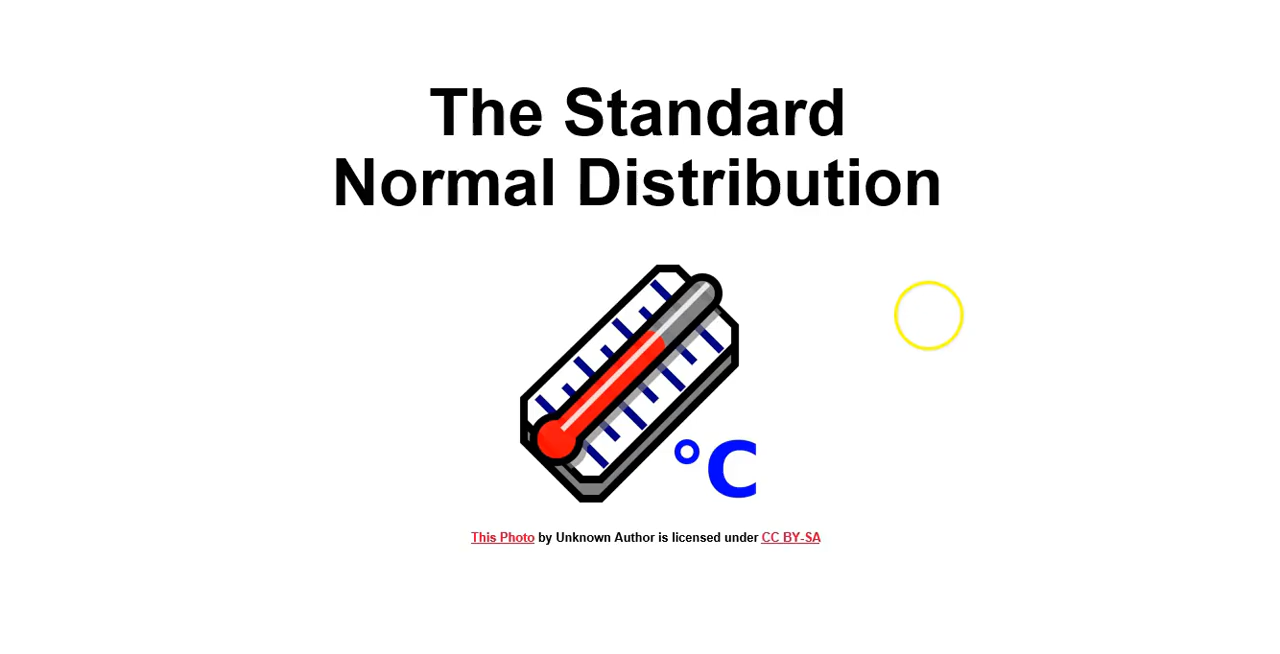 The Standard
Normal Distribution
°C
This Photo by Unknown Author is licensed under CC BY-SA